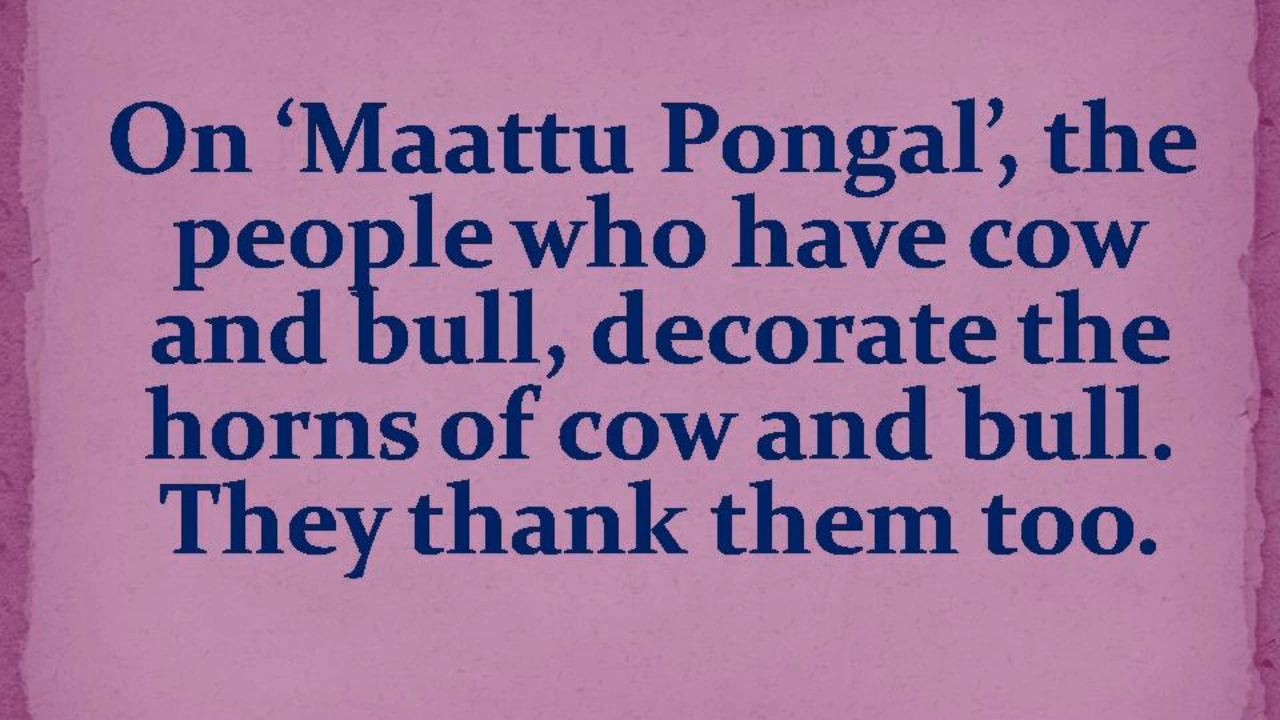 On ‘Maattu Pongal’, the
people who have cow
and bull, decorate the
horns of cow and bull.
They thank them too.